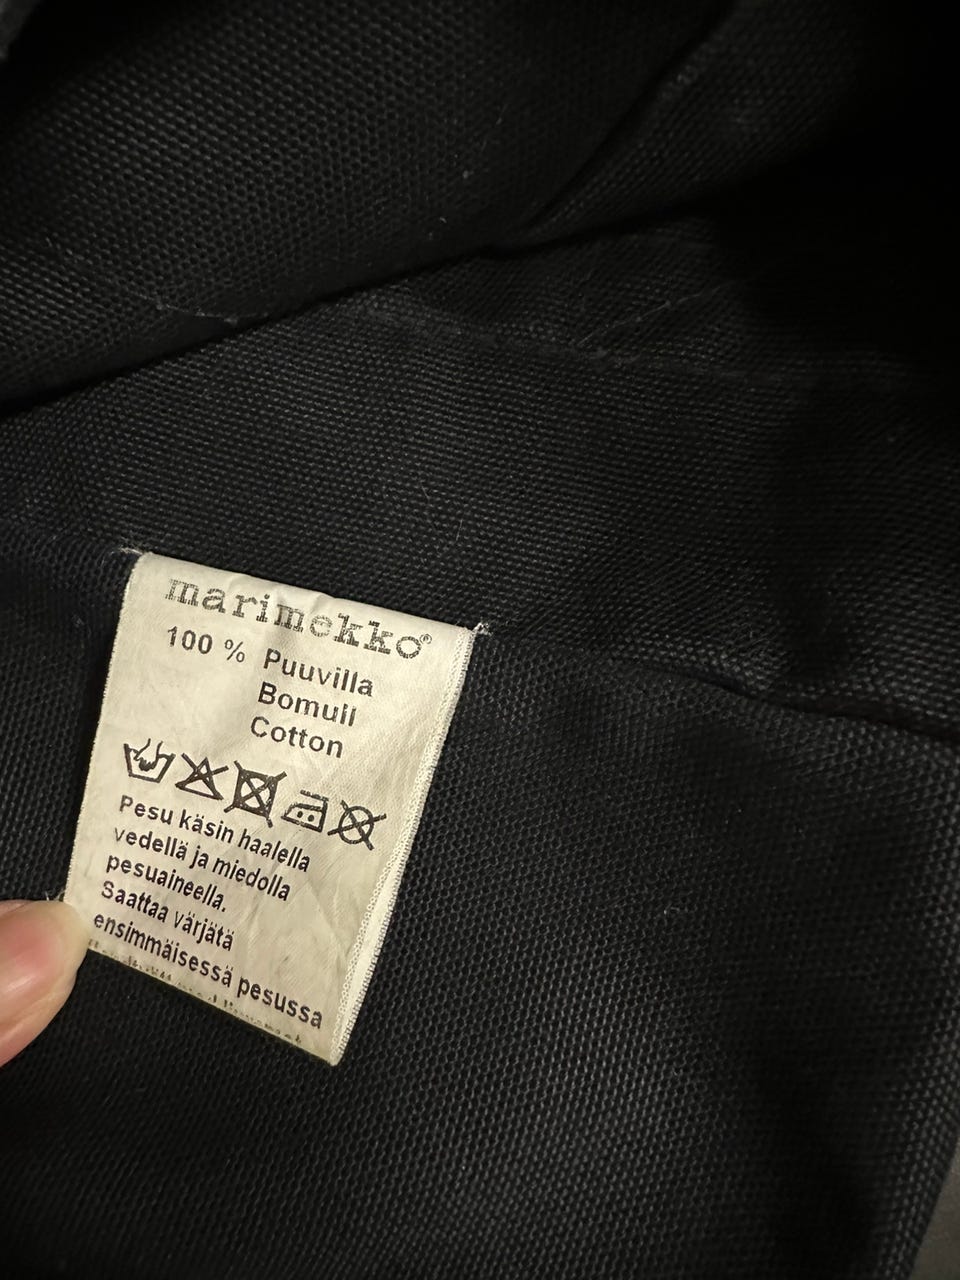 marimekko®
100 % Puuvilla
Bomull
Cotton
Pesu käsin haalella
vedellä ja miedolla
pesuaineella.
Saattaa värjätä
ensimmäisessä pesussa